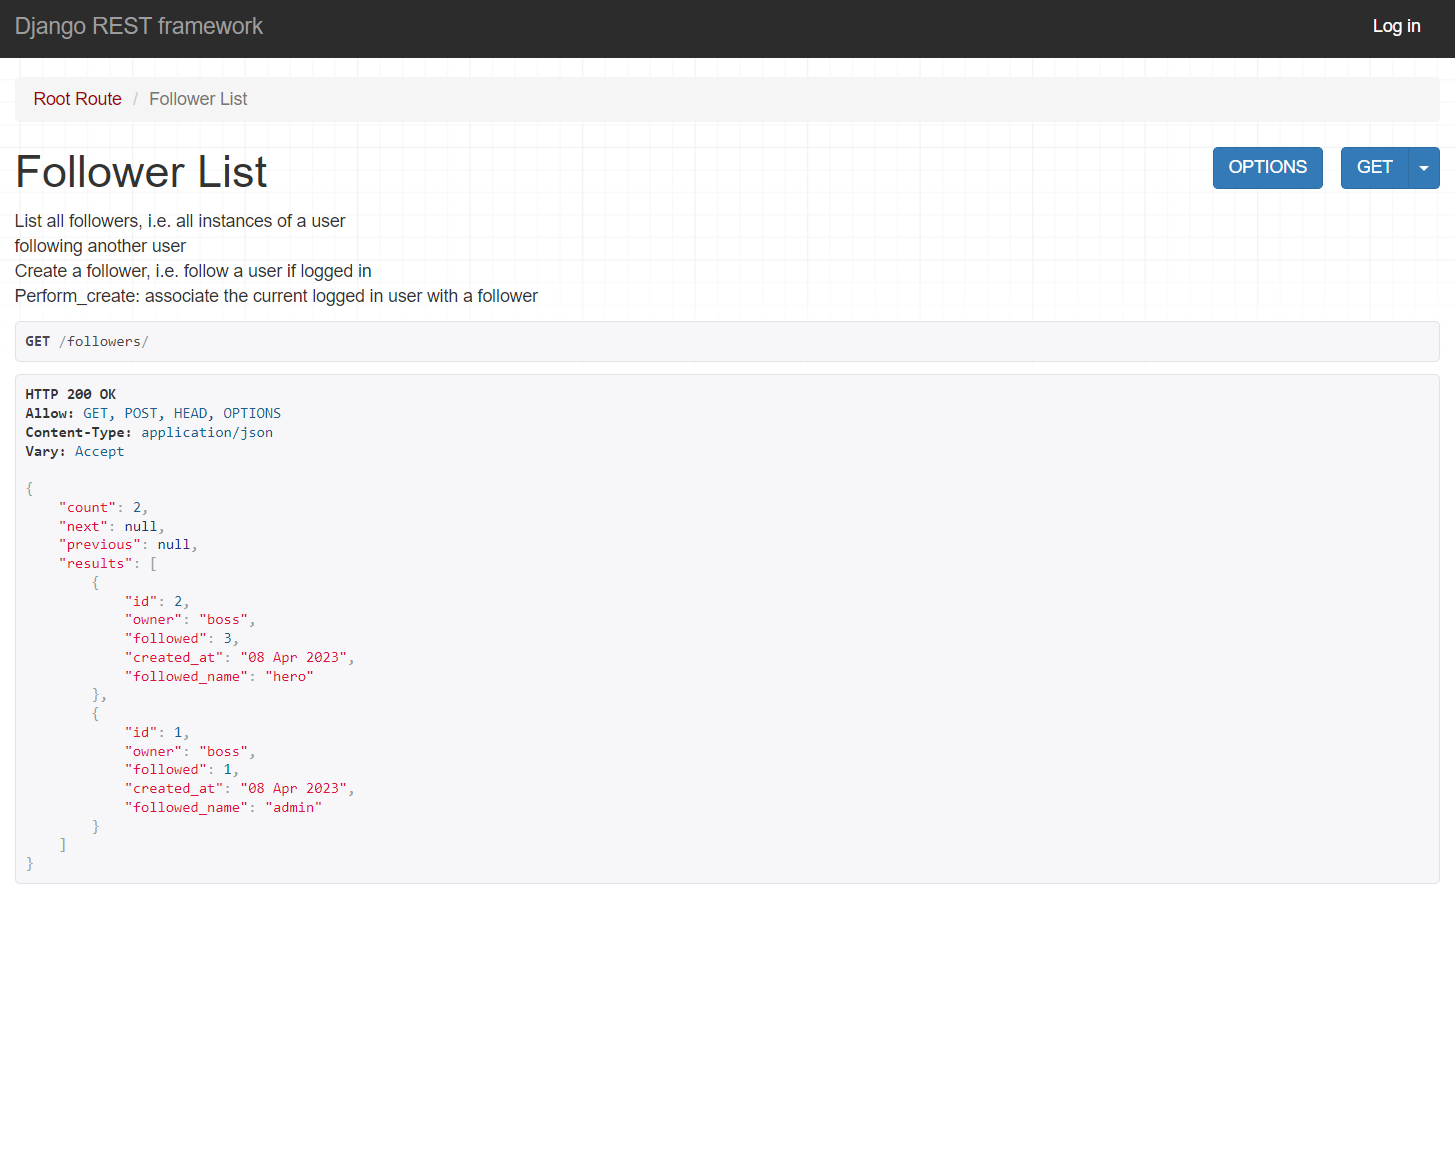 Django REST framework
Log in
Root Route / Follower List
Follower List
OPTIONS
GET
List all followers, i.e. all instances of a user
following another user
Create a follower, i.e. follow a user if logged in
Perform_create: associate the current logged in user with a follower
GET /followers/
HTTP 200 OK
Allow: GET, POST, HEAD, OPTIONS
Content-Type: application/json
Vary: Accept
{
    "count": 2,
    "next": null,
    "previous": null,
    "results": [
        {
            "id": 2,
            "owner": "boss",
            "followed": 3,
            "created_at": "08 Apr 2023",
            "followed_name": "hero"
        },
        {
            "id": 1,
            "owner": "boss",
            "followed": 1,
            "created_at": "08 Apr 2023",
            "followed_name": "admin"
        }
    ]
}